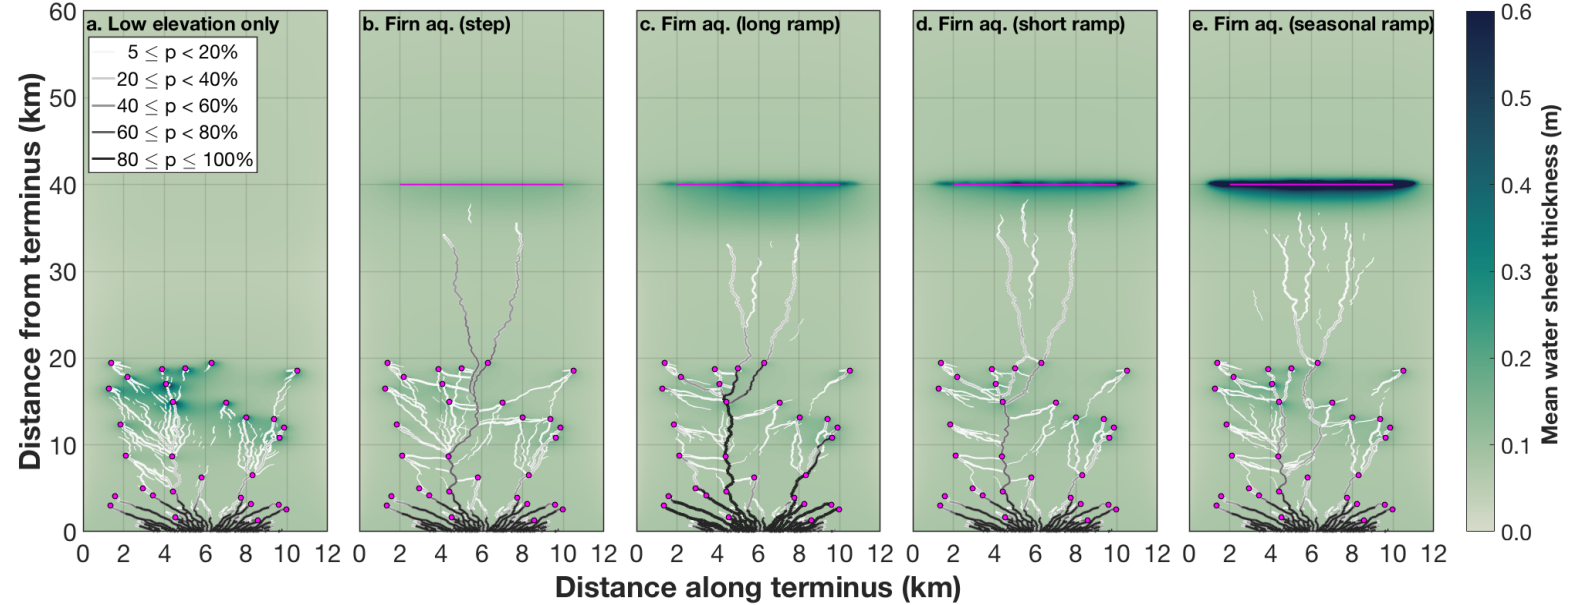 a. Low elevation only
b. Firn aq. (step)
c. Firn aq. (long ramp)
d. Firn aq. (short ramp)
e. Firn aq. (seasonal ramp)
5 ≤ p < 20%
20 ≤ p < 40%
40 ≤ p < 60%
60 ≤ p < 80%
80 ≤ p ≤ 100%
Distance from terminus (km)
60
50
40
30
20
10
0
0 2 4 6 8 10 12
0 2 4 6 8 10 12
0 2 4 6 8 10 12
0 2 4 6 8 10 12
0 2 4 6 8 10 12
Distance along terminus (km)
0.6
0.5
0.4
0.3
0.2
0.1
0.0
Mean water sheet thickness (m)